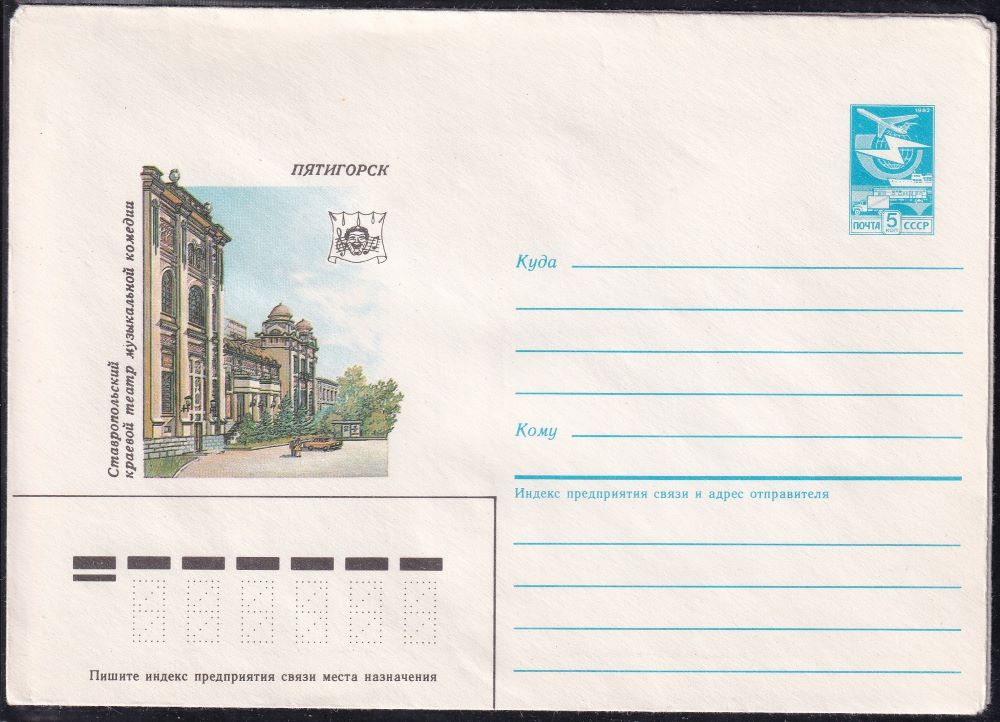 ПЯТИГОРСК
Ставропольский
краевой театр музыкальной комедии
1982
ПОЧТА 5 КОП СССР
Куда
Кому
Индекс предприятия связи и адрес отправителя
Пишите индекс предприятия связи места назначения